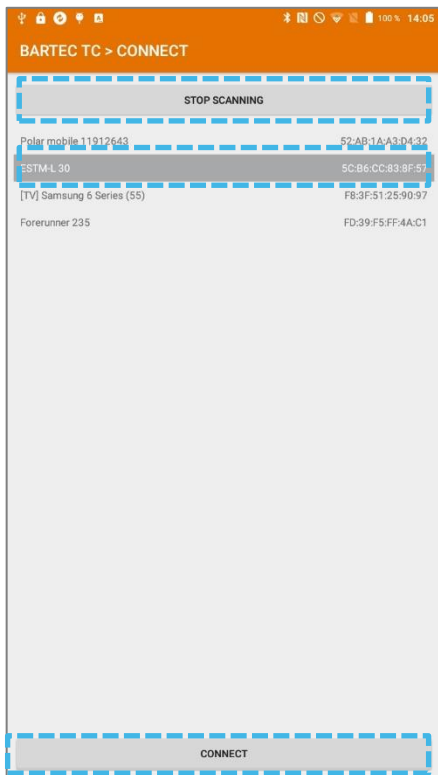 100 % 14:05
BARTEC TC > CONNECT
STOP SCANNING
Polar mobile 11912643 52:AB:1A:A3:D4:32
ESTM-L 30 5C:B6:CC:83:8F:57
[TV] Samsung 6 Series (55) F8:3F:51:25:90:97
Forerunner 235 FD:39:F5:FF:4A:C1
CONNECT